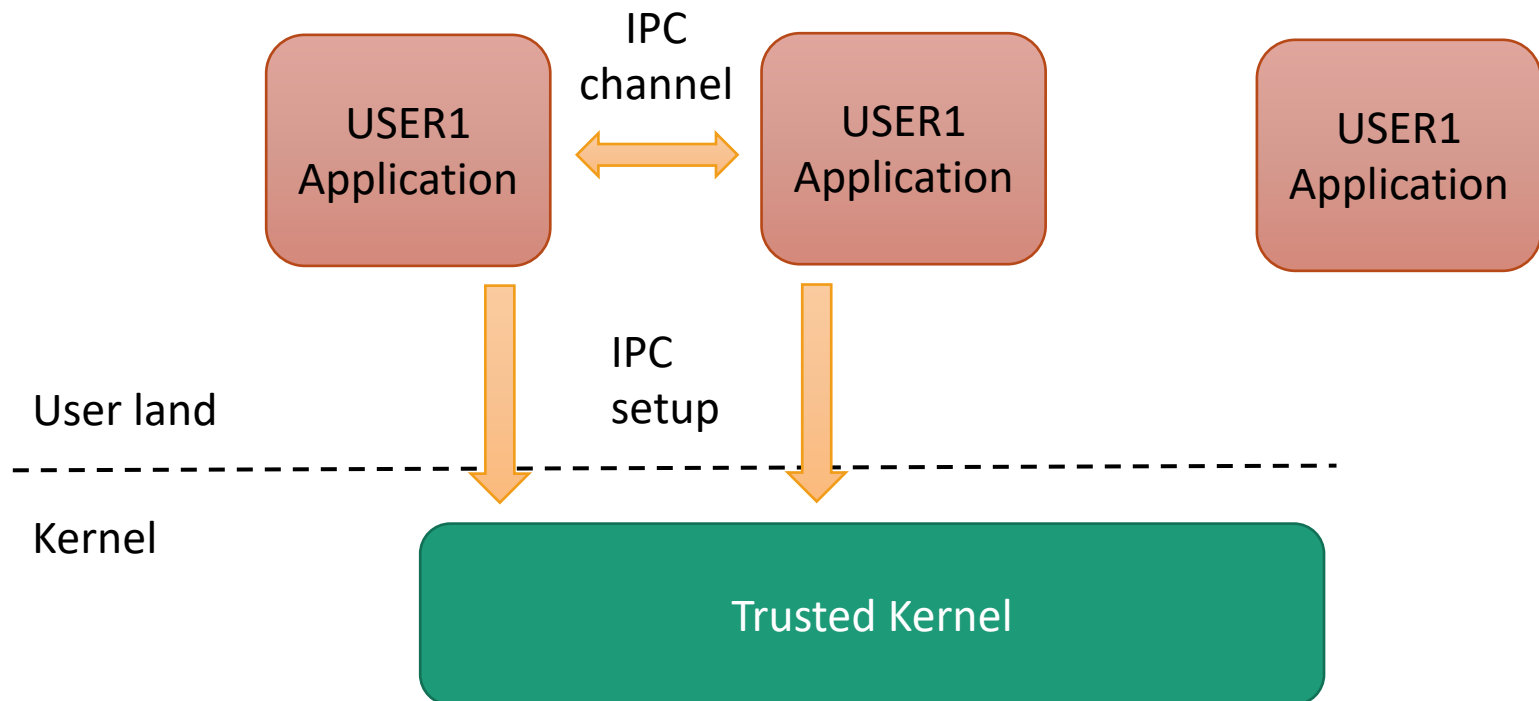 IPC
channel
USER1
Application
USER1
Application
USER1
Application
IPC
setup
User land
Kernel
Trusted Kernel